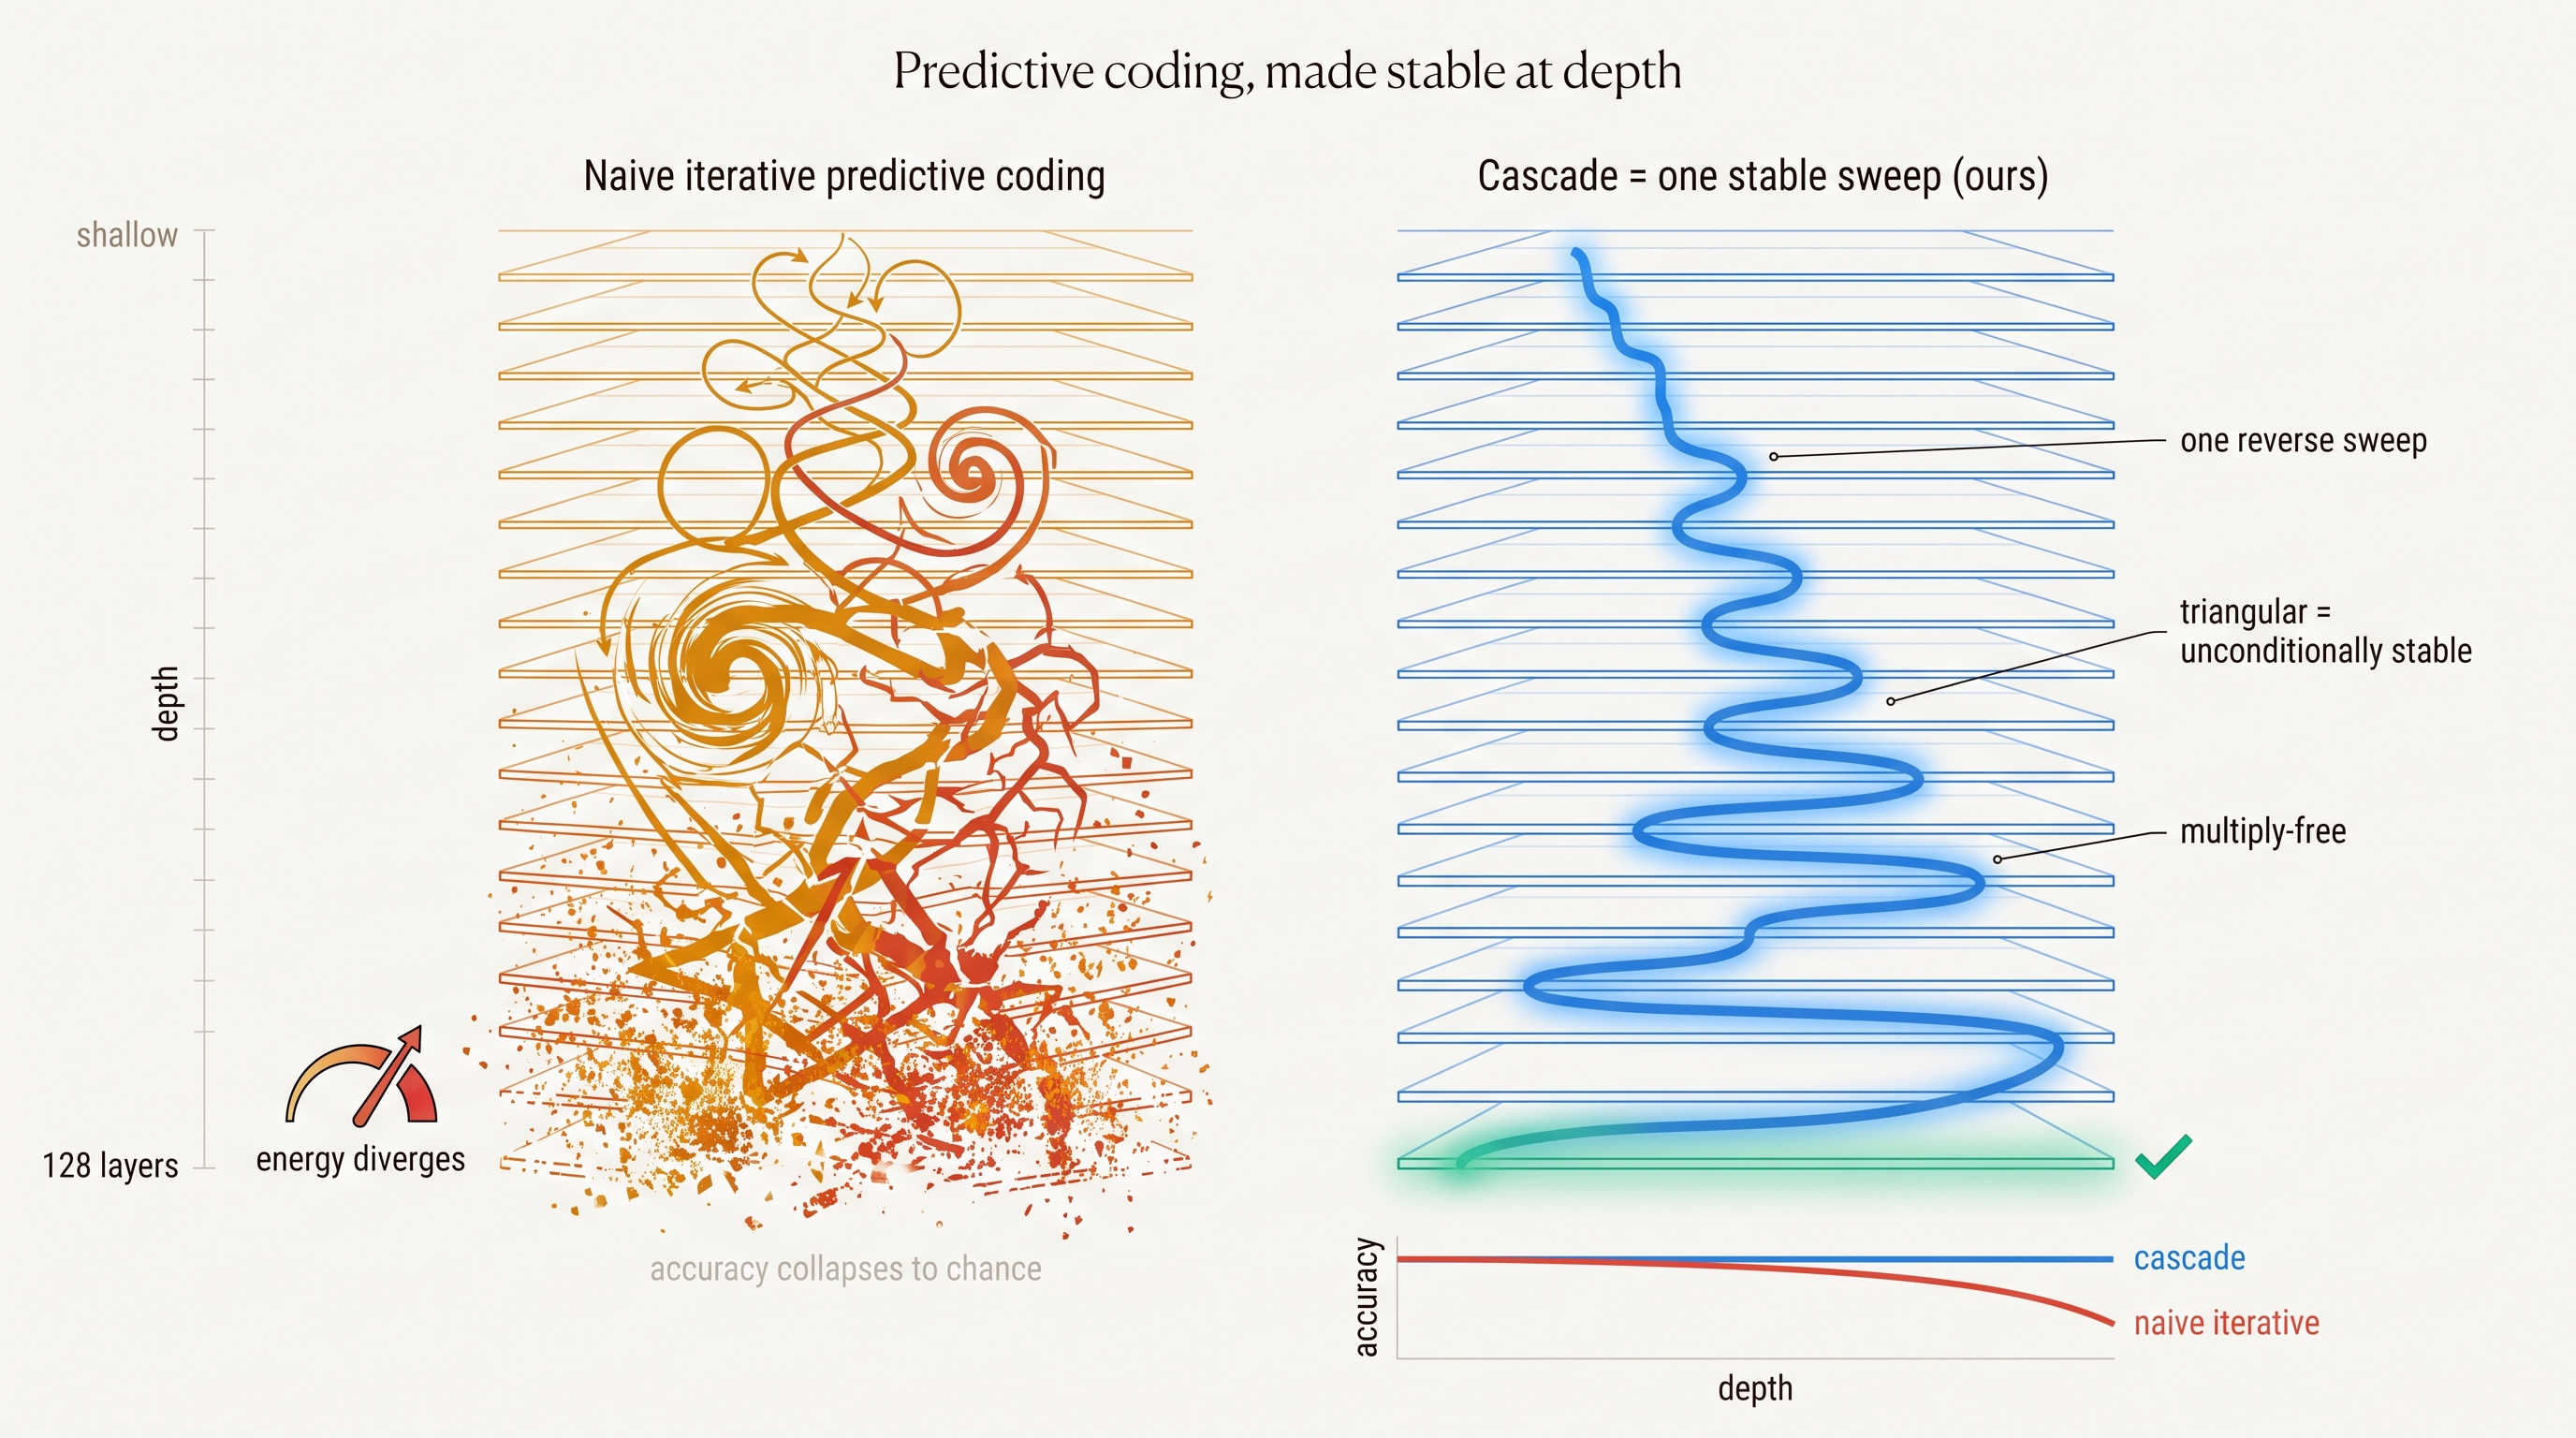 Predictive coding, made stable at depth
Naive iterative predictive coding
Cascade = one stable sweep (ours)
shallow
one reverse sweep
triangular =
unconditionally stable
depth
multiply-free
energy diverges
128 layers
accuracy collapses to chance
accuracy
cascade
naive iterative
depth